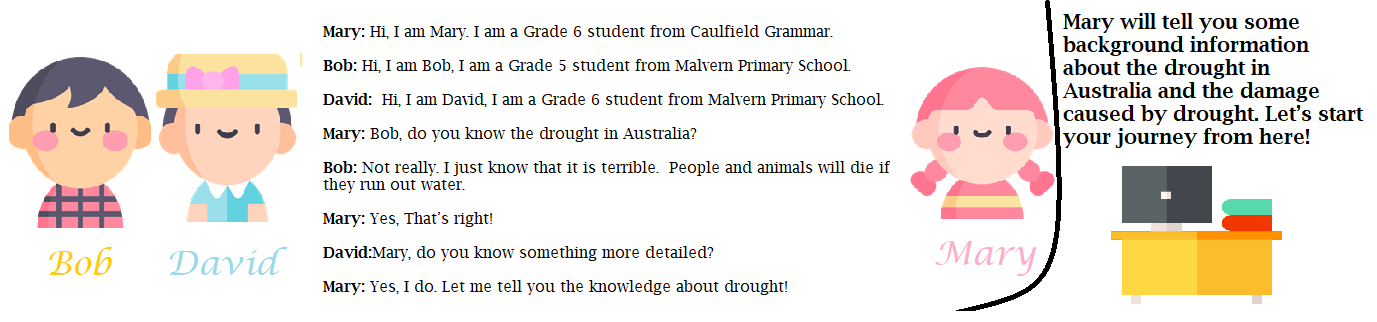 Mary: Hi, I am Mary. I am a Grade 6 student from Caulfield Grammar.
Bob: Hi, I am Bob, I am a Grade 5 student from Malvern Primary School.
David:  Hi, I am David, I am a Grade 6 student from Malvern Primary School.
Mary: Bob, do you know the drought in Australia?
Bob: Not really. I just know that it is terrible.  People and animals will die if
they run out water.
Mary: Yes, That’s right!
David:Mary, do you know something more detailed?
Mary: Yes, I do. Let me tell you the knowledge about drought!
Bob
David
Mary
Mary will tell you some
background information
about the drought in
Australia and the damage
caused by drought. Let’s start
your journey from here!